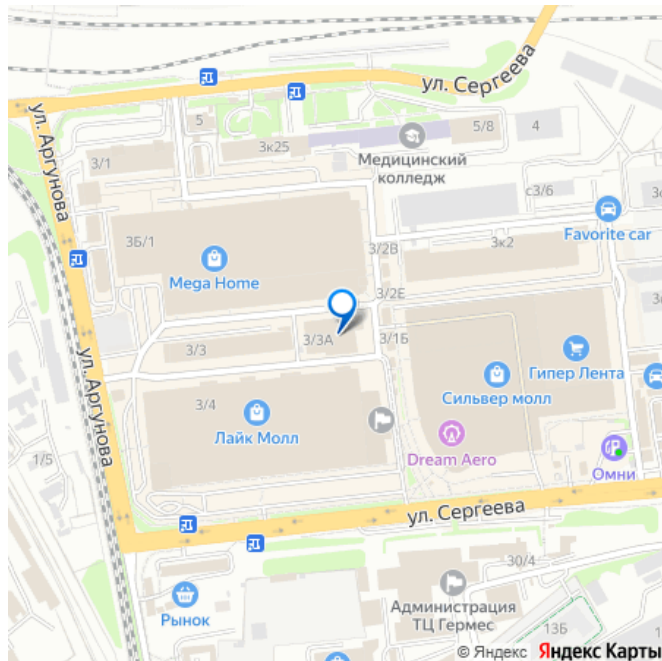 ул. Сергеева
ул. Аргунова
5
5/8
4
3к25
Медицинский
колледж
3/1
с3/6
3Б/1
3/2В
3к2
Favorite car
Mega Home
3/2Е
3/3А
3/1Б
3/3
Гипер Лента
ул. Аргунова
3/4
Сильвер молл
Лайк Молл
Dream Aero
1/5
Омни
ул. Сергеева
30/4
Рынок
Администрация
ТЦ Гермес
13Б
© Яндекс Яндекс Карты